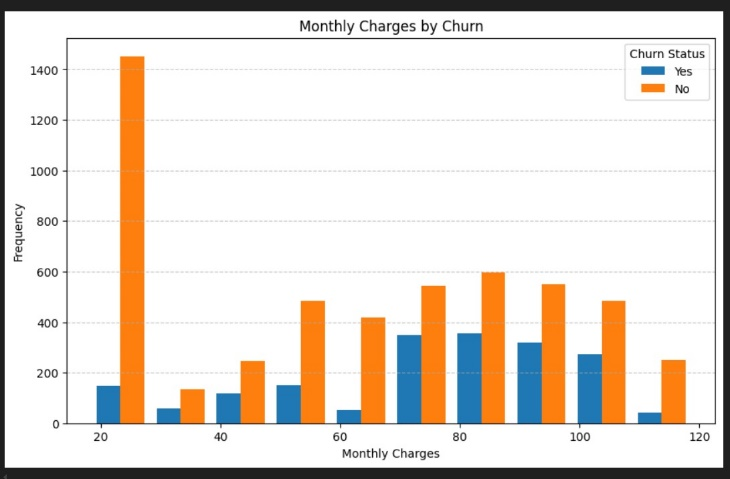 Monthly Charges by Churn
Churn Status
Yes
No
1400
1200
1000
800
600
400
200
0
Frequency
20 40 60 80 100 120
Monthly Charges